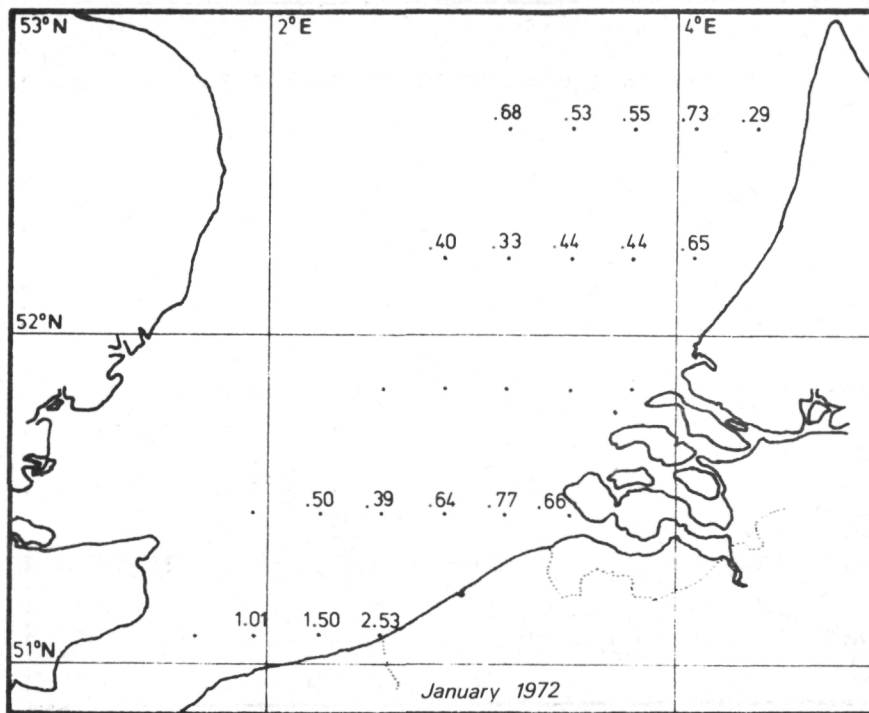 53°N 2°E 4°E
.68 .53 .55 .73 .29
.40 .33 .44 .44 .65
52°N
.50 .39 .64 .77 .66
1.01 1.50 2.53
51°N
January 1972